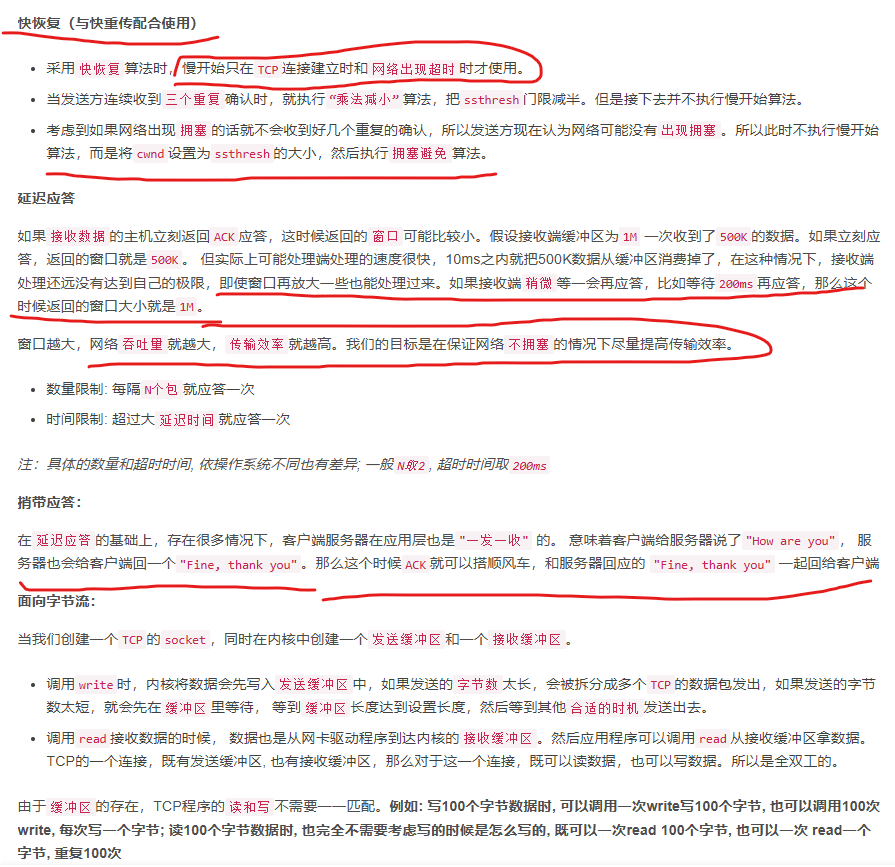 快恢复（与快重传配合使用）
• 采用 快恢复 算法时，慢开始只在 TCP 连接建立时和 网络出现超时 时才使用。
• 当发送方连续收到 三个重复 确认时，就执行 “乘法减小” 算法，把 ssthresh 门限减半。但是接下去并不执行慢开始算法。
• 考虑到如果网络出现 拥塞 的话就不会收到好几个重复的确认，所以发送方现在认为网络可能没有 出现拥塞 。所以此时不执行慢开始
算法，而是将 cwnd 设置为 ssthresh 的大小，然后执行 拥塞避免 算法。
延迟应答
如果 接收数据 的主机立刻返回 ACK 应答，这时候返回的 窗口 可能比较小。假设接收端缓冲区为 1M 一次收到了 500K 的数据。如果立刻应
答，返回的窗口就是 500K 。 但实际上可能处理端处理的速度很快，10ms之内就把500K数据从缓冲区消费掉了，在这种情况下，接收端
处理还远没有达到自己的极限，即使窗口再放大一些也能处理过来。如果接收端 稍微 等一会再应答，比如等待 200ms 再应答，那么这个
时候返回的窗口大小就是 1M 。
窗口越大，网络 吞吐量 就越大， 传输效率 就越高。我们的目标是在保证网络 不拥塞 的情况下尽量提高传输效率。
• 数量限制: 每隔 N个包 就应答一次
• 时间限制: 超过大 延迟时间 就应答一次
注：具体的数量和超时时间, 依操作系统不同也有差异; 一般 N取2 , 超时时间取 200ms
捎带应答：
在 延迟应答 的基础上，存在很多情况下，客户端服务器在应用层也是 "一发一收" 的。 意味着客户端给服务器说了 "How are you" ， 服
务器也会给客户端回一个 "Fine, thank you" 。那么这个时候 ACK 就可以搭顺风车，和服务器回应的 "Fine, thank you" 一起回给客户端
面向字节流：
当我们创建一个 TCP 的 socket ，同时在内核中创建一个 发送缓冲区 和一个 接收缓冲区 。
• 调用 write 时，内核将数据会先写入 发送缓冲区 中，如果发送的 字节数 太长，会被拆分成多个 TCP 的数据包发出，如果发送的字节
数太短，就会先在 缓冲区 里等待， 等到 缓冲区 长度达到设置长度，然后等到其他 合适的时机 发送出去。
• 调用 read 接收数据的时候， 数据也是从网卡驱动程序到达内核的 接收缓冲区 。然后应用程序可以调用 read 从接收缓冲区拿数据。
TCP的一个连接，既有发送缓冲区, 也有接收缓冲区，那么对于这一个连接，既可以读数据，也可以写数据。所以是全双工的。
由于 缓冲区 的存在，TCP程序的 读和写 不需要一一匹配。例如: 写100个字节数据时, 可以调用一次write写100个字节, 也可以调用100次
write, 每次写一个字节; 读100个字节数据时, 也完全不需要考虑写的时候是怎么写的, 既可以一次read 100个字节, 也可以一次 read一个
字节, 重复100次